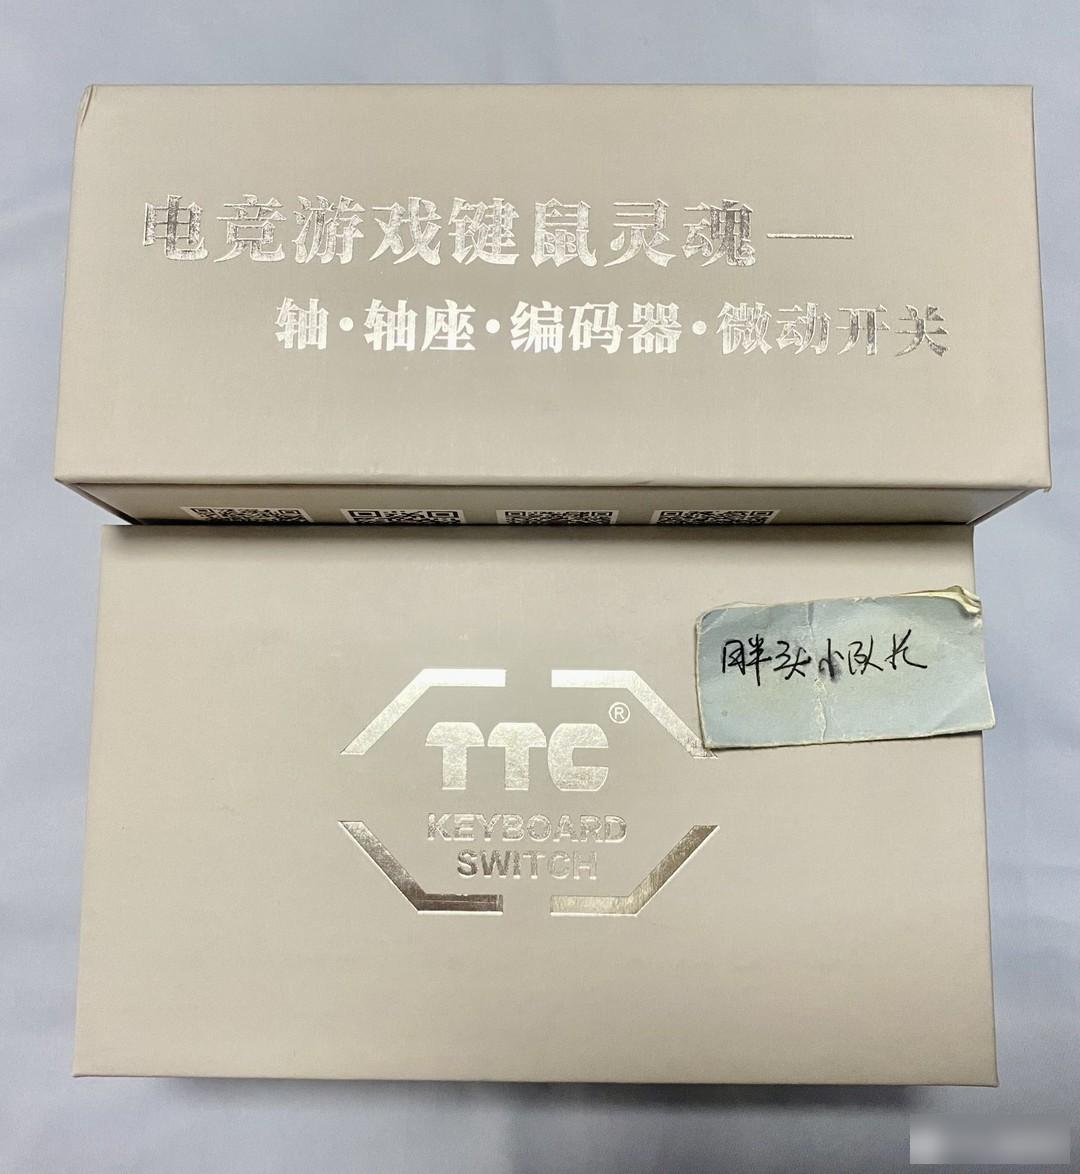 电竞游戏键鼠灵魂——
轴·轴座·编码器·微动开关
胖头小队长
TTC®
KEYBOARD
SWITCH